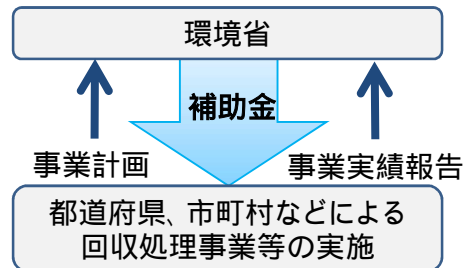 環境省
補助金
事業計画
事業実績報告
都道府県、市町村などによる
回収処理事業等の実施